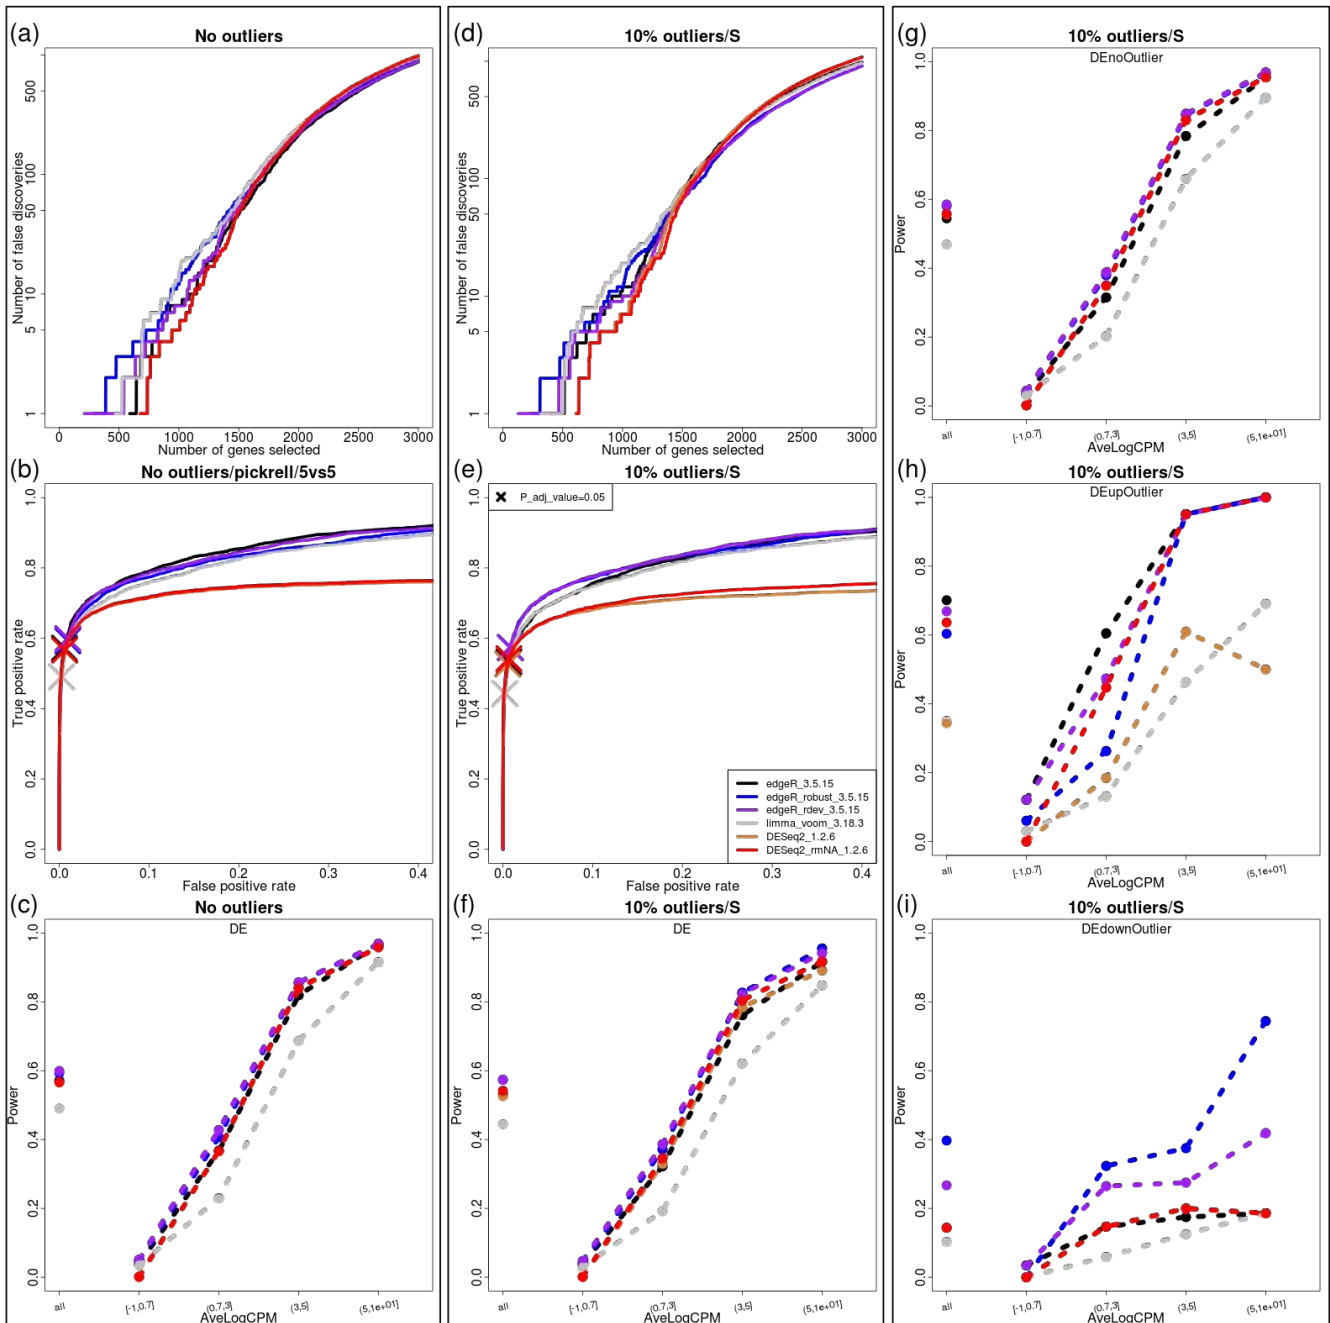 (a)
No outliers
Number of false discoveries
500
100
50
10
5
1
0
500
1000
1500
2000
2500
3000
Number of genes selected
(b)
No outliers/pickrell/5vs5
True positive rate
1.0
0.8
0.6
0.4
0.2
0.0
0.0
0.1
0.2
0.3
0.4
False positive rate
(c)
No outliers
DE
Power
1.0
0.8
0.6
0.4
0.2
0.0
all
[-1,0.7]
(0.7,3]
(3,5]
(5,1e+01]
AveLogCPM
(d)
10% outliers/S
Number of false discoveries
500
100
50
10
5
1
0
500
1000
1500
2000
2500
3000
Number of genes selected
(e)
10% outliers/S
P_adj_value=0.05
True positive rate
1.0
0.8
0.6
0.4
0.2
0.0
edgeR_3.5.15
edgeR_robust_3.5.15
edgeR_rdev_3.5.15
limma_voom_3.18.3
DESeq2_1.2.6
DESeq2_rmNA_1.2.6
0.0
0.1
0.2
0.3
0.4
False positive rate
(f)
10% outliers/S
DE
Power
1.0
0.8
0.6
0.4
0.2
0.0
all
[-1,0.7]
(0.7,3]
(3,5]
(5,1e+01]
AveLogCPM
(g)
10% outliers/S
DEnoOutlier
Power
1.0
0.8
0.6
0.4
0.2
0.0
all
[-1,0.7]
(0.7,3]
(3,5]
(5,1e+01]
AveLogCPM
(h)
10% outliers/S
DEupOutlier
Power
1.0
0.8
0.6
0.4
0.2
0.0
all
[-1,0.7]
(0.7,3]
(3,5]
(5,1e+01]
AveLogCPM
(i)
10% outliers/S
DEdownOutlier
Power
1.0
0.8
0.6
0.4
0.2
0.0
all
[-1,0.7]
(0.7,3]
(3,5]
(5,1e+01]
AveLogCPM